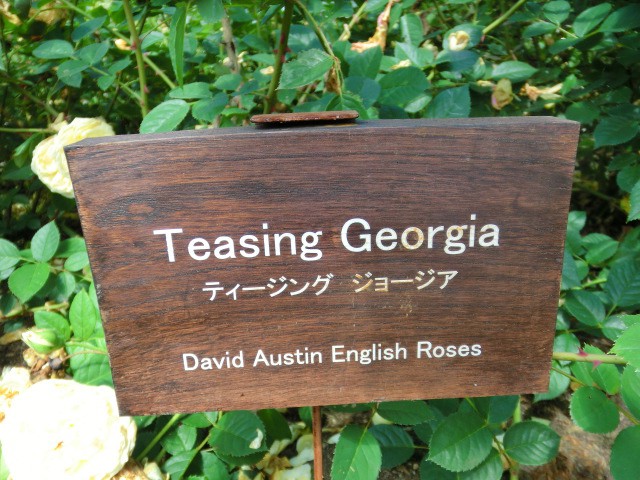 Teasing Georgia
ティージング ジョージア
David Austin English Roses